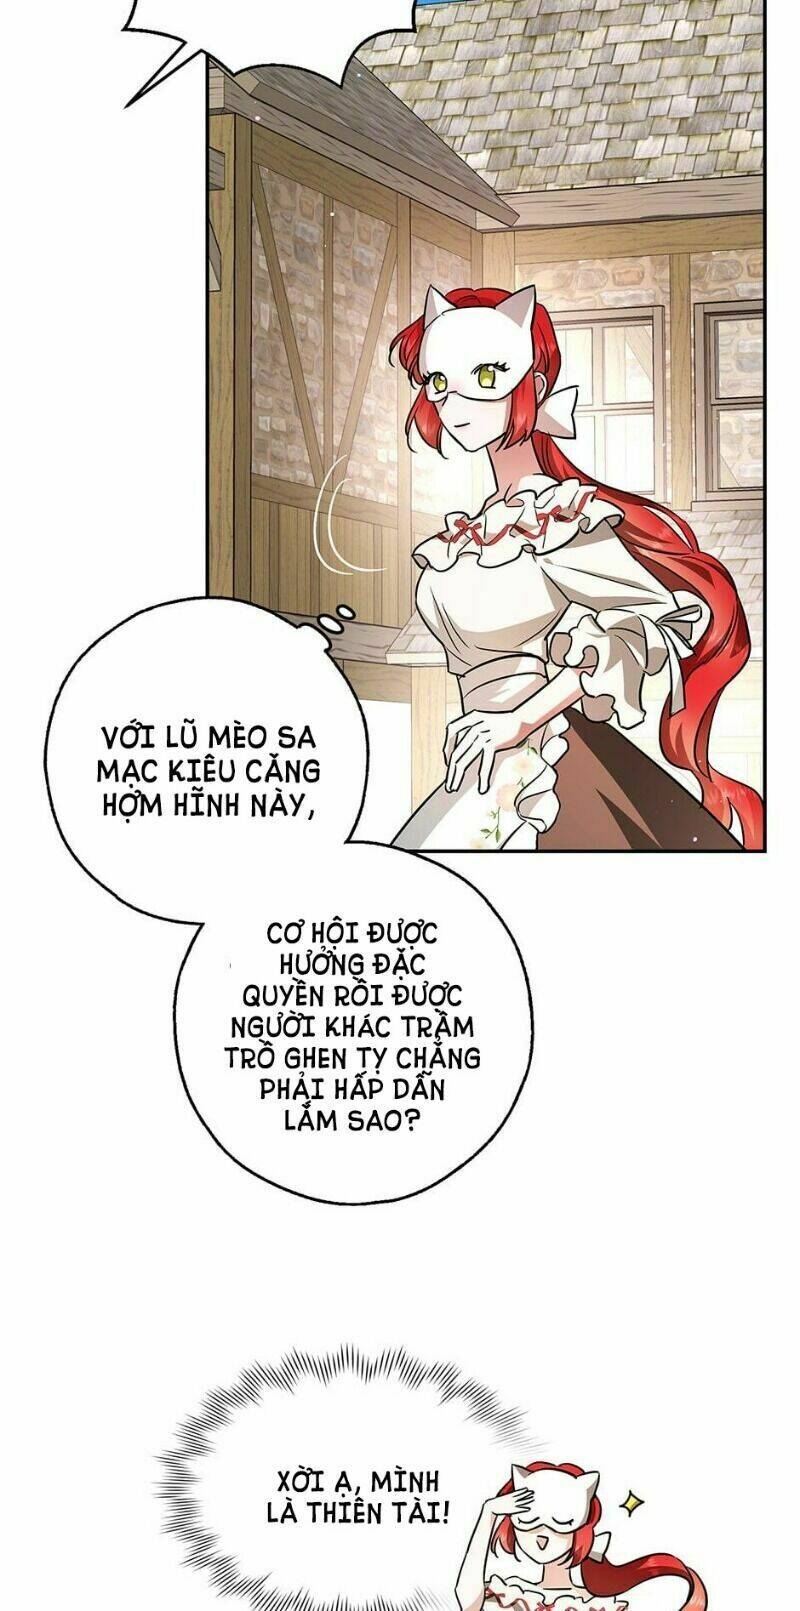 VỚI LŨ MÈO SA
MẠC KIÊU CĂNG
HỢM HĨNH NÀY,
CƠ HỘI ĐƯỢC
HƯỞNG ĐẶC
QUYỀN RỒI ĐƯỢC
NGƯỜI KHÁC TRẦM
TRỒ GHEN TỴ CHẲNG
PHẢI HẤP DẪN
LẮM SAO?
XỜI Ạ, MÌNH
LÀ THIÊN TÀI!